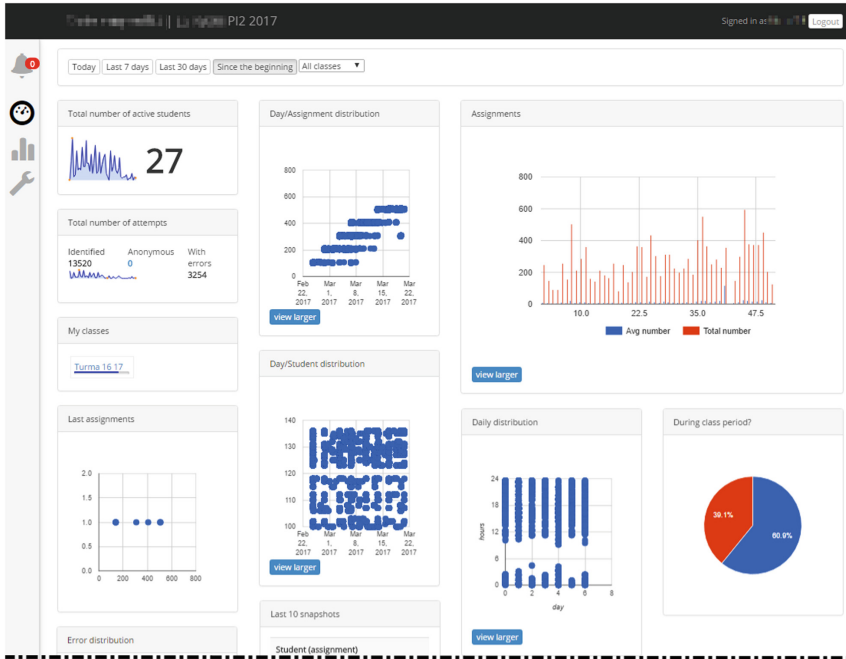 PI2 2017
Signed in as
Logout
0
Today
Last 7 days
Last 30 days
Since the beginning
All classes
Total number of active students
27
Total number of attempts
Identified
13520
Anonymous
0
With
errors
3254
My classes
Turma 16 17
Last assignments
2.0
1.5
1.0
0.5
0.0
0 200 400 600 800
Error distribution
Day/Assignment distribution
800
600
400
200
0
Feb 22, 2017
Mar 1, 2017
Mar 8, 2017
Mar 15, 2017
Mar 22, 2017
view larger
Day/Student distribution
140
130
120
110
100
Feb 22, 2017
Mar 1, 2017
Mar 8, 2017
Mar 15, 2017
Mar 22, 2017
view larger
Last 10 snapshots
Student (assignment)
Assignments
800
600
400
200
0
10.0 22.5 35.0 47.5
Avg number
Total number
view larger
Daily distribution
24
18
12
6
0
hours
0 2 4 6 8
day
view larger
During class period?
39.1%
60.9%